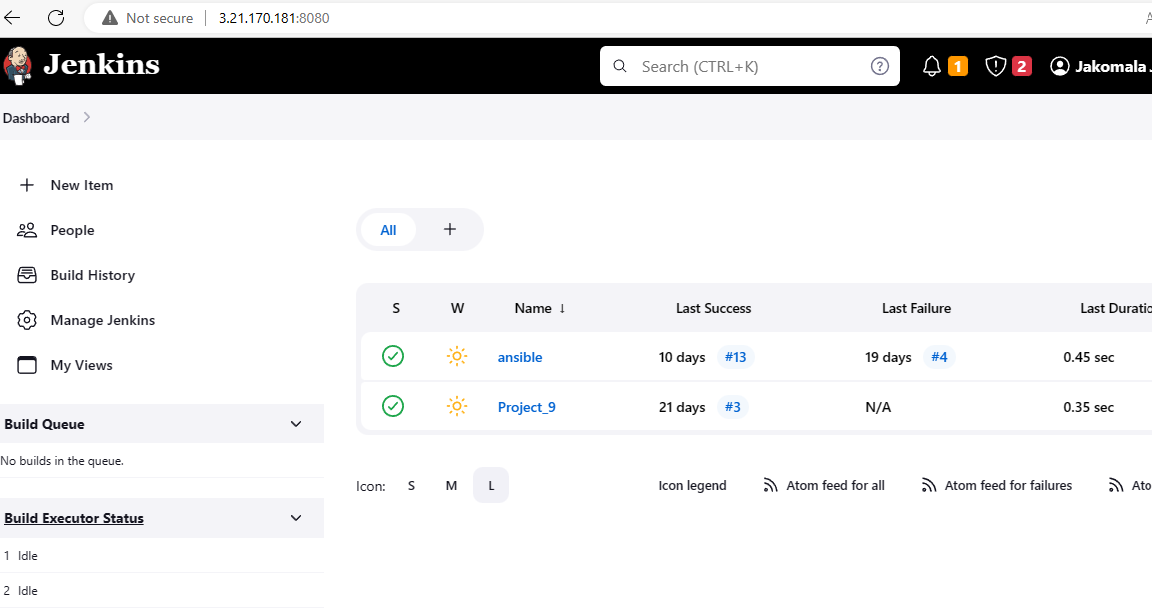 Not secure 3.21.170.181:8080
Jenkins Search (CTRL+K) 1 2 Jakomala
Dashboard
New Item
People
Build History
Manage Jenkins
My Views
Build Queue
No builds in the queue.
Build Executor Status
1 Idle
2 Idle
All +
S W Name ↓ Last Success Last Failure Last Duratio
ansible 10 days #13 19 days #4 0.45 sec
Project_9 21 days #3 N/A 0.35 sec
Icon: S M L Icon legend Atom feed for all Atom feed for failures Ato